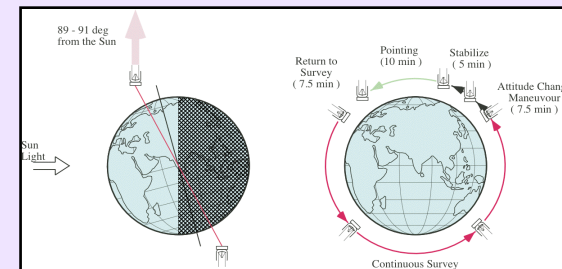 89 - 91 deg
from the Sun
Sun
Light
Return to
Survey
( 7.5 min )
Pointing
(10 min )
Stabilize
( 5 min )
Attitude Chang
Maneuvour
( 7.5 min )
Continuous Survey